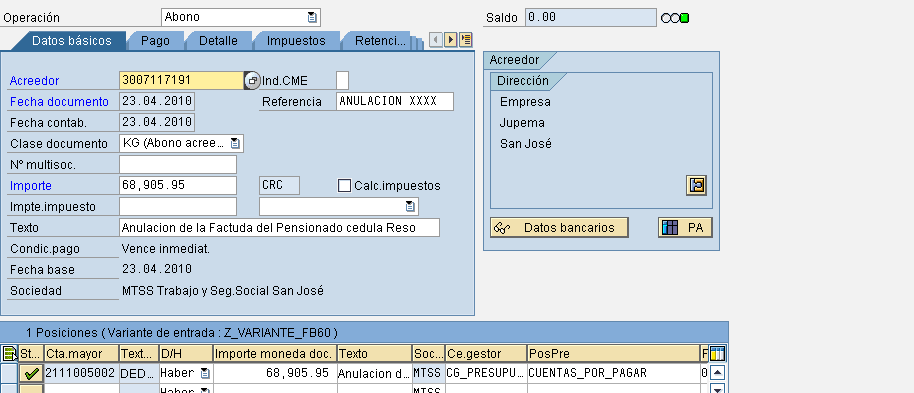 Operación Abono Saldo 0.00
Datos básicos Pago Detalle Impuestos Retenci...
Acreedor 3007117191 Ind.CME
Fecha documento 23.04.2010 Referencia ANULACION XXXX
Fecha contab. 23.04.2010
Clase documento KG (Abono acree...
Nº multisoc.
Importe 68,905.95 CRC Calc.impuestos
Impte.impuesto
Texto Anulacion de la Factuda del Pensionado cedula Reso
Condic.pago Vence inmediat.
Fecha base 23.04.2010
Sociedad MTSS Trabajo y Seg.Social San José
Acreedor
Dirección
Empresa
Jupema
San José
Datos bancarios PA
1 Posiciones ( Variante de entrada : Z_VARIANTE_FB60 )
St... Cta.mayor Text... D/H Importe moneda doc. Texto Soc... Ce.gestor PosPre F
2111005002 DED... Haber 68,905.95 Anulacion d... MTSS CG_PRESUPU... CUENTAS_POR_PAGAR 0
Haber MTSS